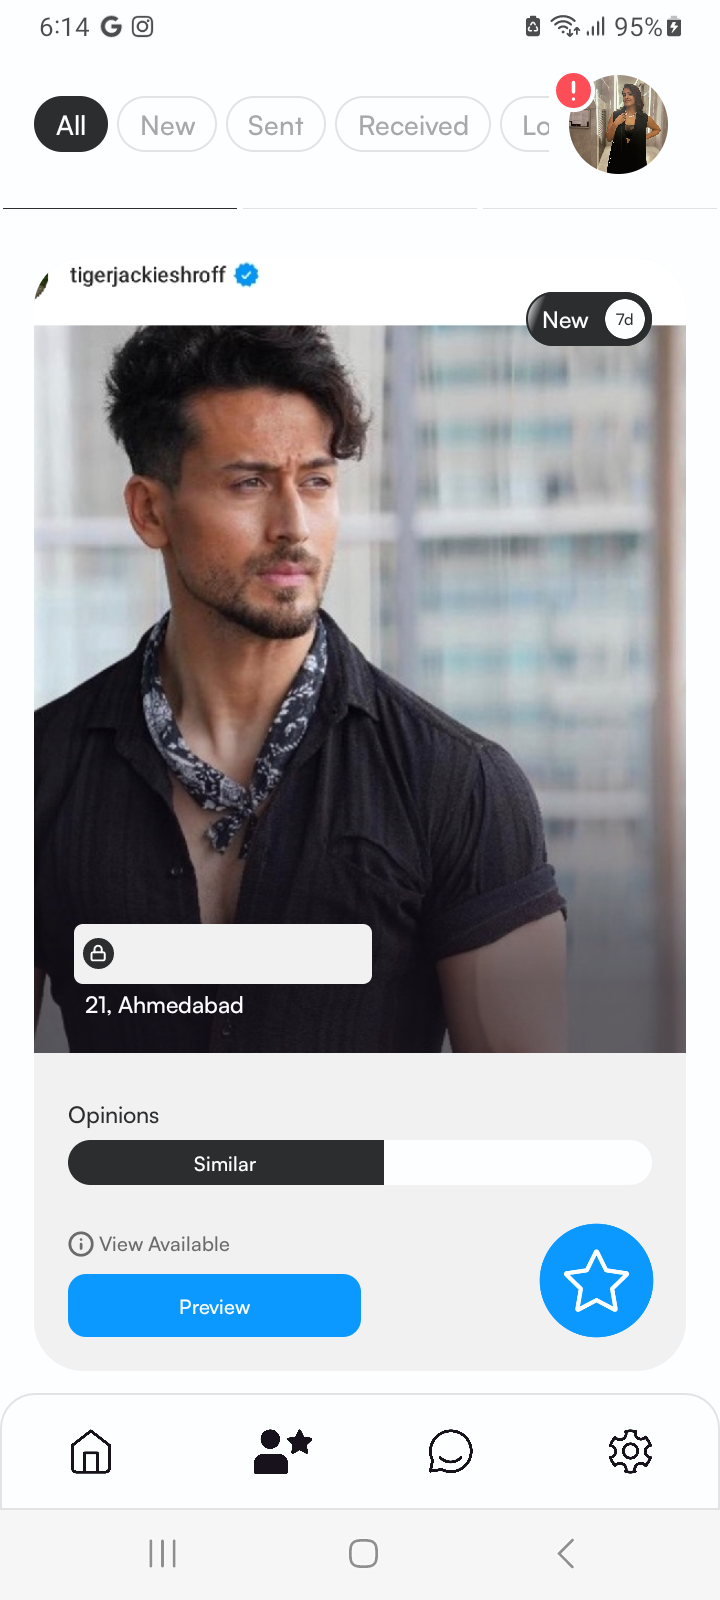 6:14 95%
All New Sent Received Lo
tigerjackieshroff
New 7d
21, Ahmedabad
Opinions
Similar
View Available
Preview